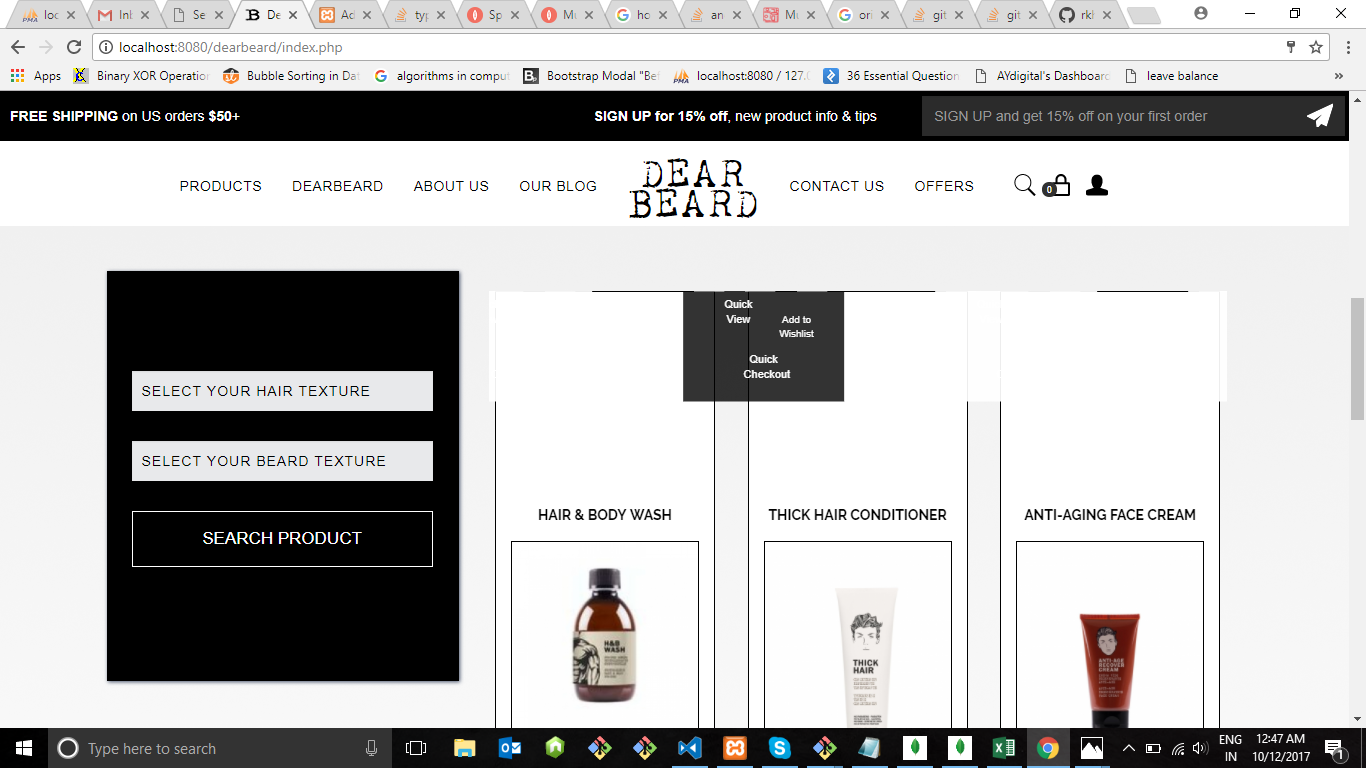 loc
Inb
Se
De
Ad
typ
Sp
Mu
ho
an
Mi
ori
git
git
rkl
localhost:8080/dearbeard/index.php
Apps
Binary XOR Operation
Bubble Sorting in Dat
algorithms in comput
Bootstrap Modal "Bef
localhost:8080 / 127.0
36 Essential Question
AYdigital's Dashboard
leave balance
»
FREE SHIPPING on US orders $50+
SIGN UP for 15% off, new product info & tips
SIGN UP and get 15% off on your first order
PRODUCTS
DEARBEARD
ABOUT US
OUR BLOG
DEAR
BEARD
CONTACT US
OFFERS
0
SELECT YOUR HAIR TEXTURE
SELECT YOUR BEARD TEXTURE
SEARCH PRODUCT
Quick
View
Add to
Wishlist
Quick
Checkout
HAIR & BODY WASH
THICK HAIR CONDITIONER
ANTI-AGING FACE CREAM
H&B
WASH
THICK
HAIR
ANTI AGE
RECOVER
CREAM
Type here to search
ENG
IN
12:47 AM
10/12/2017
1